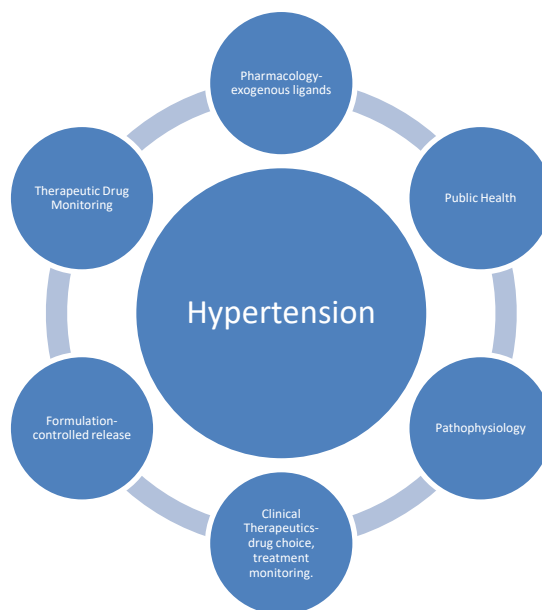 Pharmacology-
exogenous ligands
Public Health
Pathophysiology
Clinical
Therapeutics-
drug choice,
treatment
monitoring.
Formulation-
controlled release
Therapeutic Drug
Monitoring
Hypertension